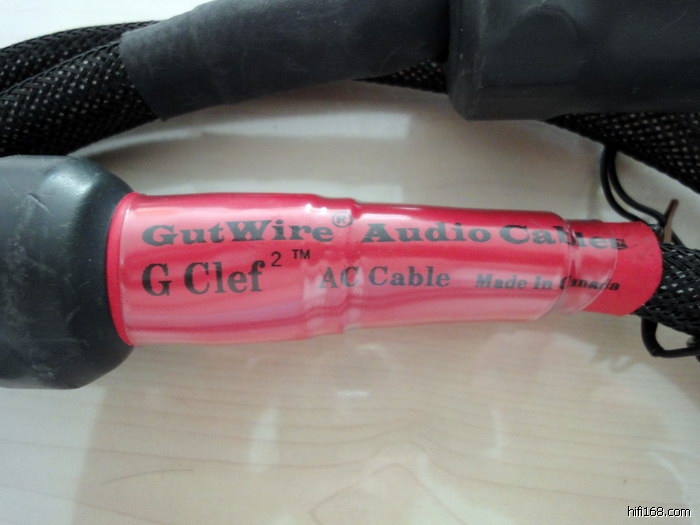 GutWire® Audio Cables
G Clef² ™ AC Cable Made In Canada
hifi168.com